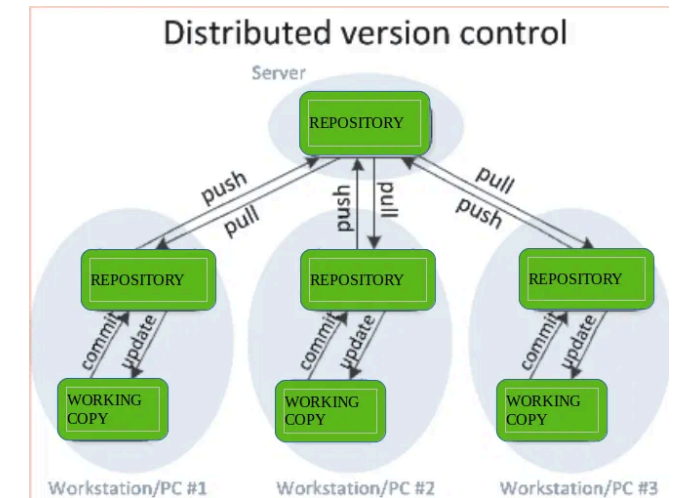 Distributed version control
Server
REPOSITORY
push
pull
push
pull
pull
push
REPOSITORY
REPOSITORY
REPOSITORY
commit
update
commit
update
commit
update
WORKING
COPY
WORKING
COPY
WORKING
COPY
Workstation/PC #1
Workstation/PC #2
Workstation/PC #3